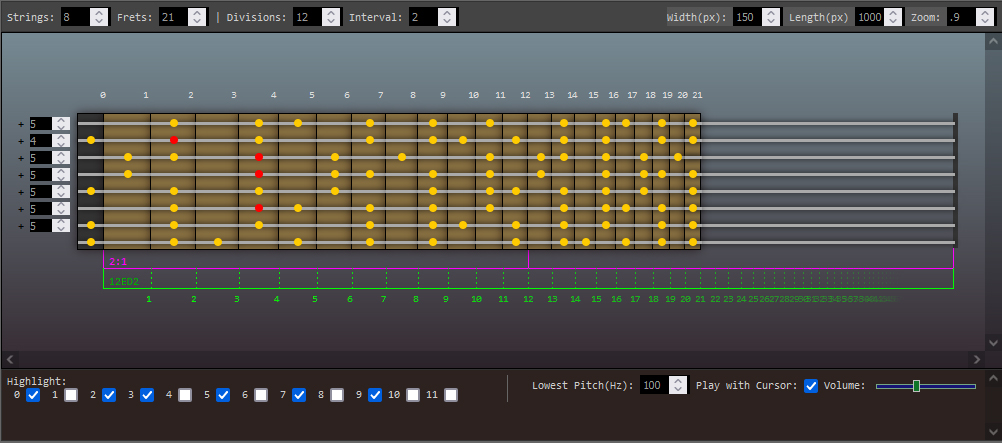 Strings: 8 Frets: 21 | Divisions: 12 Interval: 2 Width(px): 150 Length(px) 1000 Zoom: .9
0 1 2 3 4 5 6 7 8 9 10 11 12 13 14 15 16 17 18 19 20 21
+ 5
+ 4
+ 5
+ 5
+ 5
+ 5
+ 5
2:1
12ED2
1 2 3 4 5 6 7 8 9 10 11 12 13 14 15 16 17 18 19 20 21 22 23 24 25 26 27 28 29 30 31 32 33 34
Highlight:
0 1 2 3 4 5 6 7 8 9 10 11
Lowest Pitch(Hz): 100 Play with Cursor: Volume: